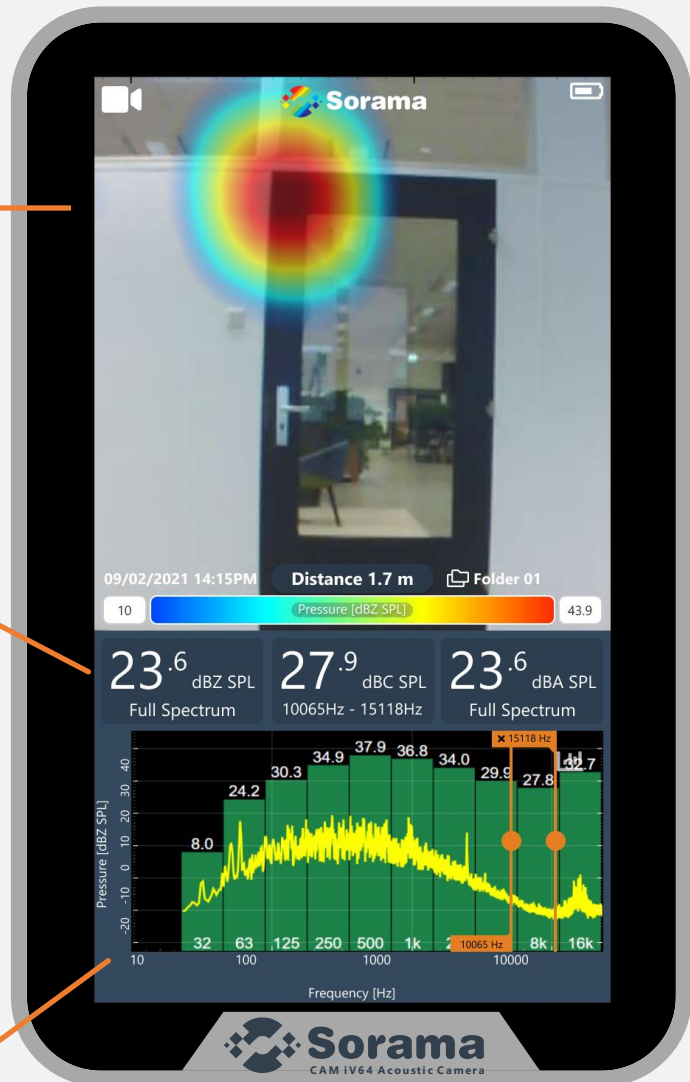 Sorama
09/02/2021 14:15PM Distance 1.7 m Folder 01
10 Pressure [dBZ SPL] 43.9
23.6 dBZ SPL
Full Spectrum
27.9 dBC SPL
10065Hz - 15118Hz
23.6 dBA SPL
Full Spectrum
× 15118 Hz
8.0 24.2 30.3 34.9 37.9 36.8 34.0 29.9 27.8 32.7
Pressure [dBZ SPL]
40
30
20
10
0
-10
-20
32 63 125 250 500 1k 10065 Hz 8k 16k
10 100 1000 10000
Frequency [Hz]
Sorama
CAM iV64 Acoustic Camera